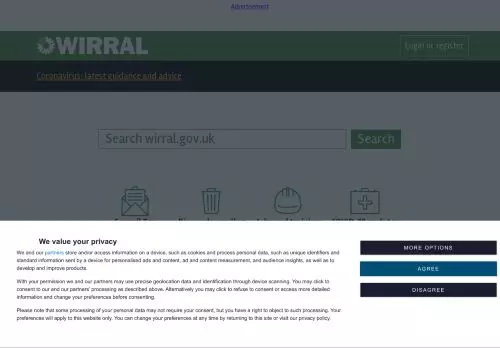 Advertisement
WIRRAL
Login or register
Coronavirus: latest guidance and advice
Search wirral.gov.uk
Search
We value your privacy
We and our partners store and/or access information on a device, such as cookies and process personal data, such as unique identifiers and
standard information sent by a device for personalised ads and content, ad and content measurement, and audience insights, as well as to
develop and improve products.
With your permission we and our partners may use precise geolocation data and identification through device scanning. You may click to
consent to our and our partners' processing as described above. Alternatively you may click to refuse to consent or access more detailed
information and change your preferences before consenting.
Please note that some processing of your personal data may not require your consent, but you have a right to object to such processing. Your
preferences will apply to this website only. You can change your preferences at any time by returning to this site or visit our privacy policy.
MORE OPTIONS
AGREE
DISAGREE